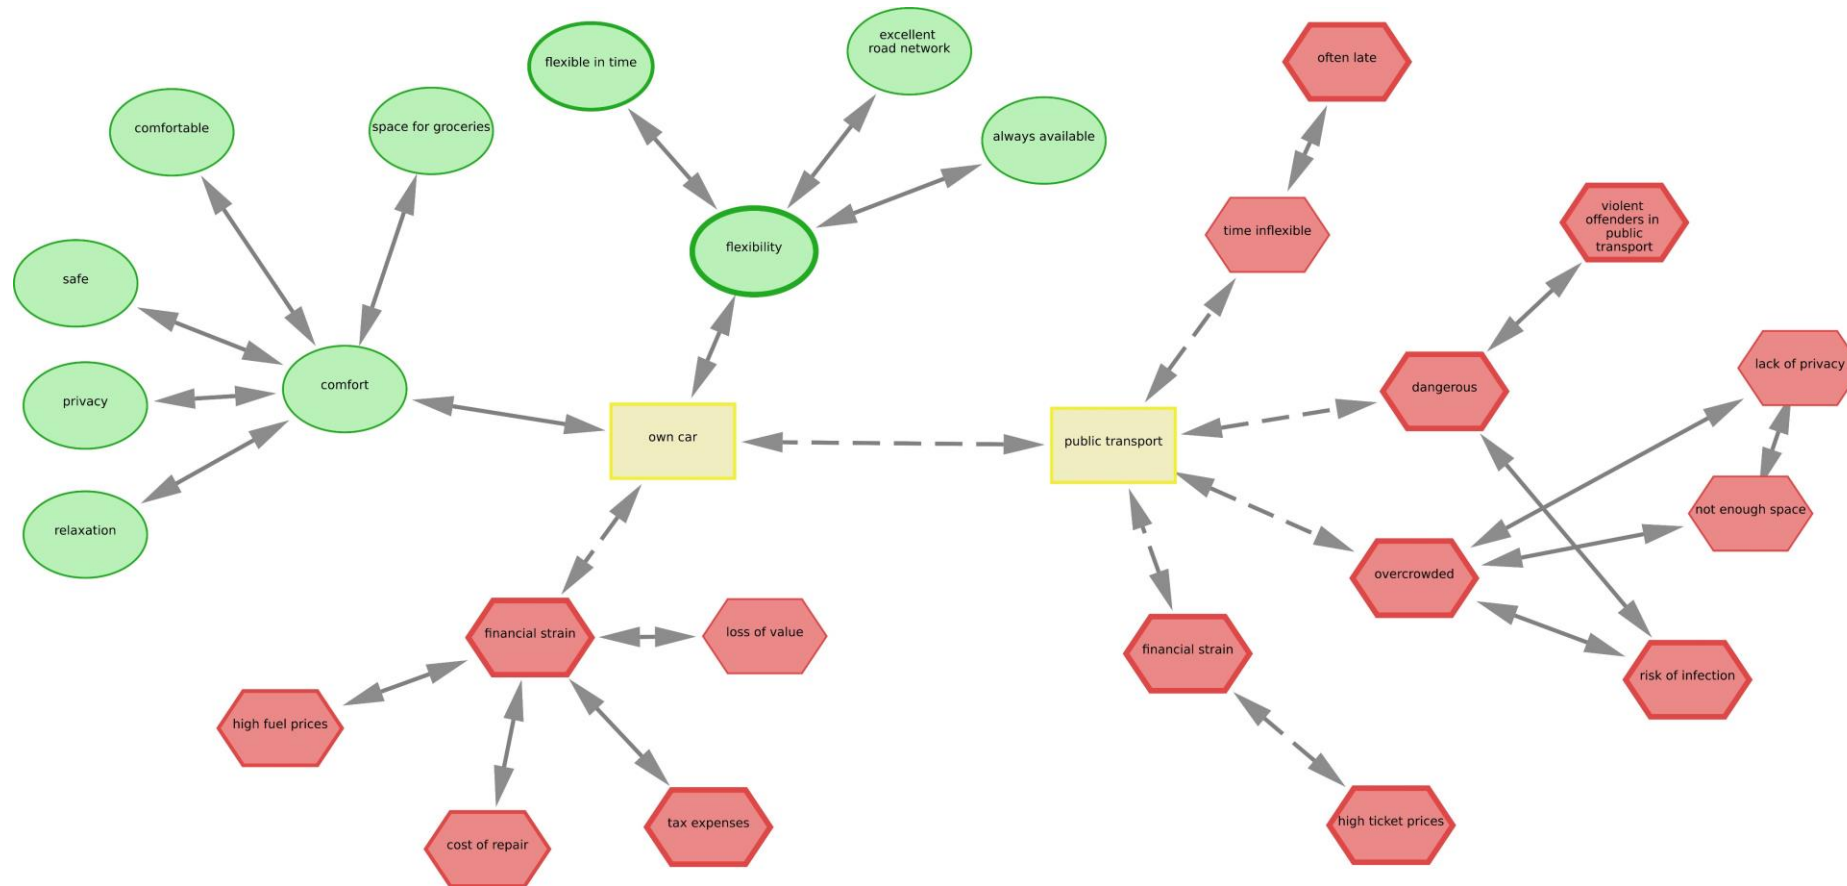 flexible in time
excellent
road network
often late
comfortable
space for groceries
always available
violent
offenders in
public
transport
time inflexible
flexibility
safe
lack of privacy
comfort
dangerous
privacy
own car
public transport
not enough space
relaxation
overcrowded
financial strain
loss of value
financial strain
risk of infection
high fuel prices
tax expenses
high ticket prices
cost of repair